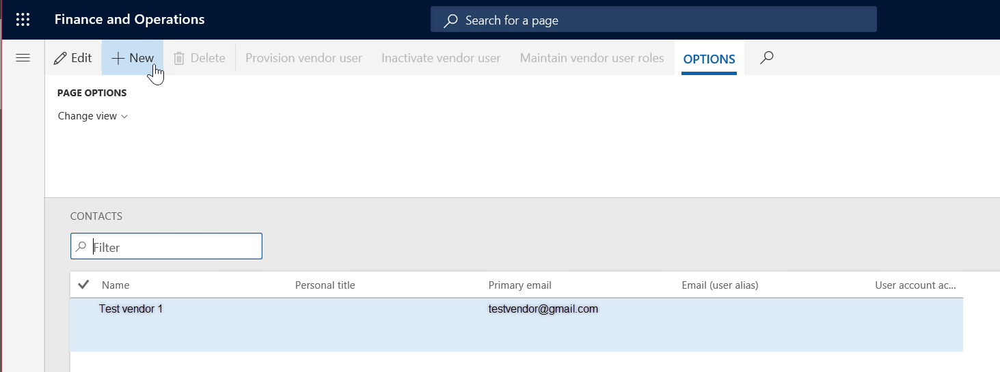 Finance and Operations
Search for a page
Edit
New
Delete
Provision vendor user
Inactivate vendor user
Maintain vendor user roles
OPTIONS
PAGE OPTIONS
Change view
CONTACTS
Filter
Name
Personal title
Primary email
Email (user alias)
User account ac...
Test vendor 1
testvendor@gmail.com